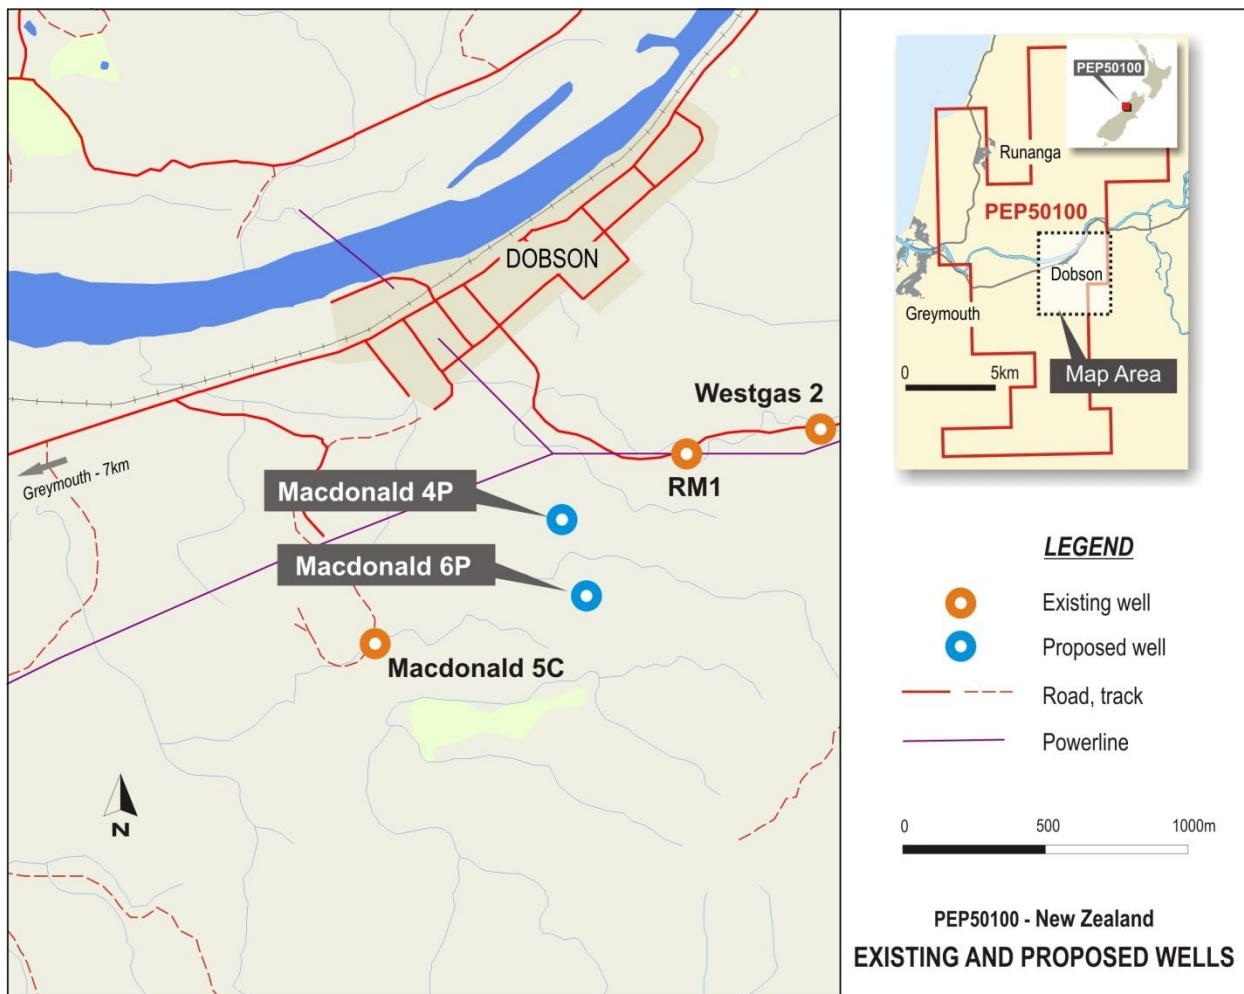 DOBSON
Westgas 2
RM1
Greymouth - 7km
Macdonald 4P
Macdonald 6P
Macdonald 5C
N
PEP50100
Runanga
PEP50100
Dobson
Greymouth
0 5km
Map Area
LEGEND
Existing well
Proposed well
Road, track
Powerline
0 500 1000m
PEP50100 - New Zealand
EXISTING AND PROPOSED WELLS